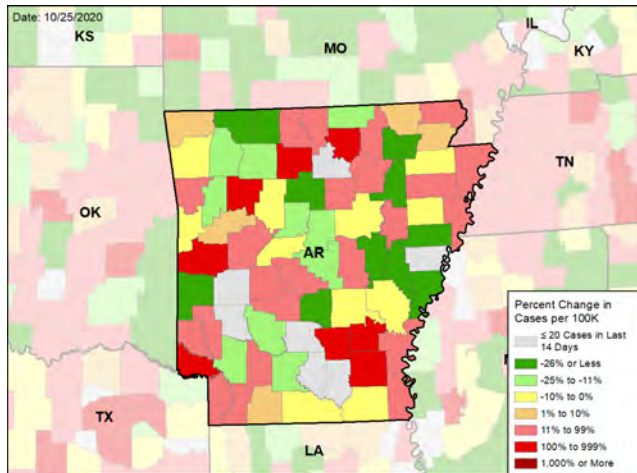 Date: 10/25/2020
KS
MO
IL
KY
OK
TN
AR
TX
LA
Percent Change in
Cases per 100K
≤ 20 Cases in Last
14 Days
-26% or Less
-25% to -11%
-10% to 0%
1% to 10%
11% to 99%
100% to 999%
1,000% or More